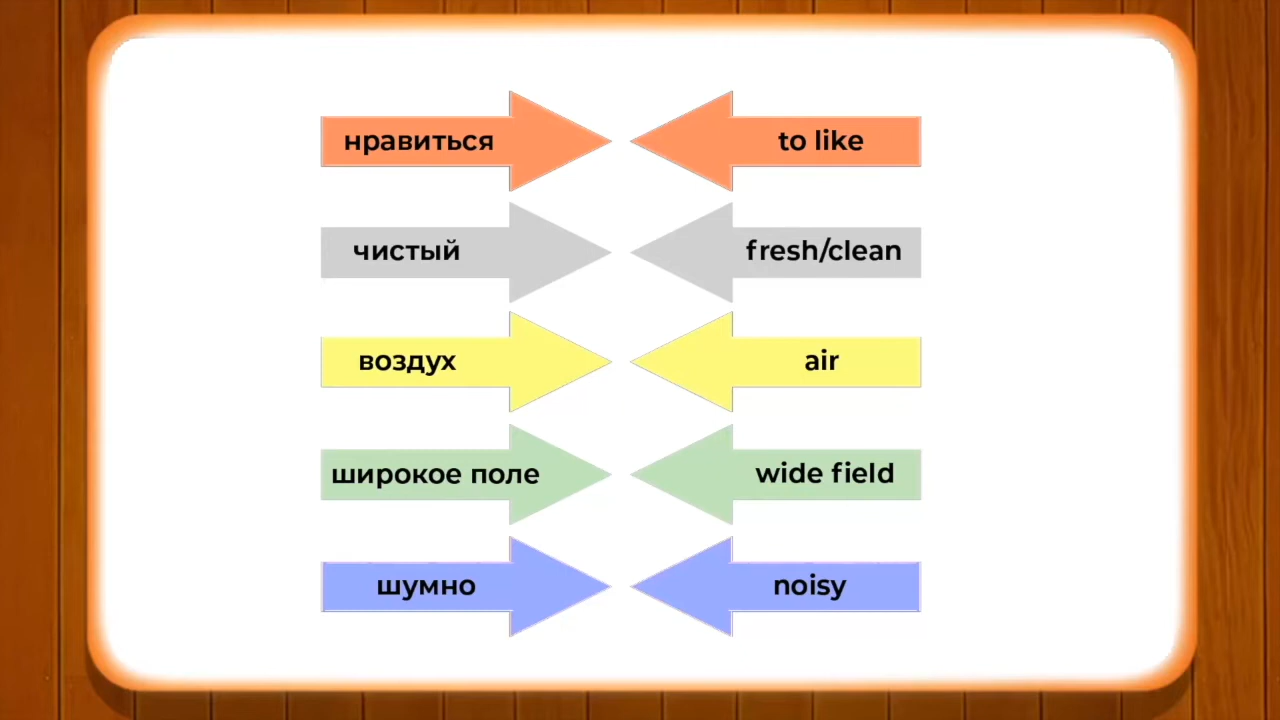 нравиться to like
чистый fresh/clean
воздух air
широкое поле wide field
шумно noisy